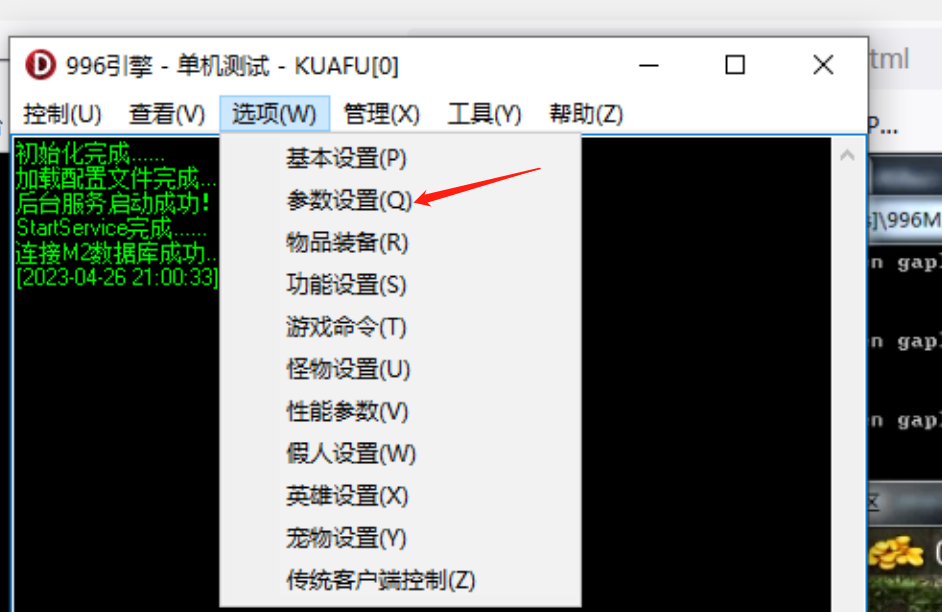 tml
996引擎 - 单机测试 - KUAFU[0]
控制(U) 查看(V) 选项(W) 管理(X) 工具(Y) 帮助(Z)
P...
初始化完成......
加载配置文件完成...
后台服务启动成功!
StartService完成......
连接M2数据库成功..
[2023-04-26 21:00:33]
基本设置(P)
参数设置(Q)
物品装备(R)
功能设置(S)
游戏命令(T)
怪物设置(U)
性能参数(V)
假人设置(W)
英雄设置(X)
宠物设置(Y)
传统客户端控制(Z)
]\996M
n gapl
n gapl
n gapl
区